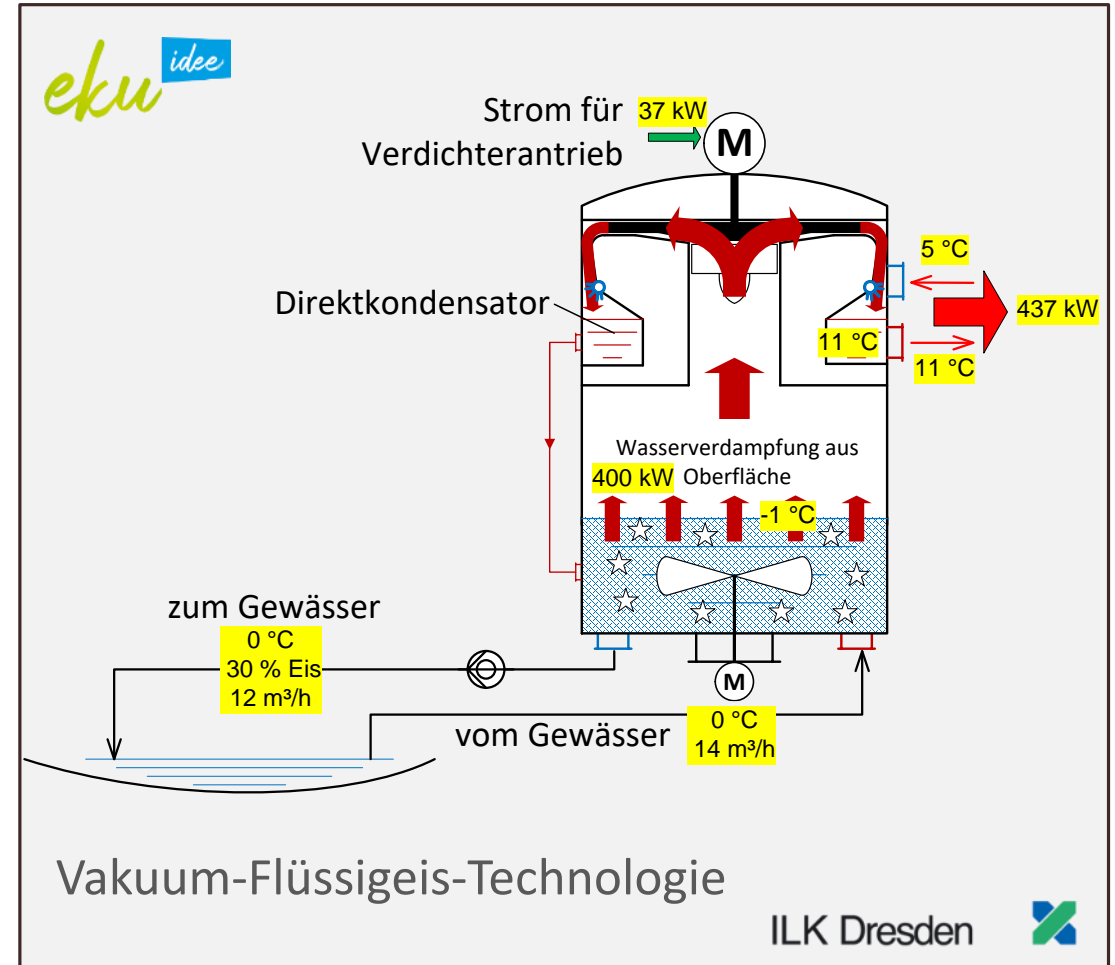 eku idee
Strom für 37 kW
Verdichterantrieb
M
5 °C
Direktkondensator
437 kW
11 °C
11 °C
Wasserverdampfung aus
400 kW Oberfläche
-1 °C
zum Gewässer
0 °C
30 % Eis
12 m³/h
M
vom Gewässer
0 °C
14 m³/h
Vakuum-Flüssigeis-Technologie
ILK Dresden